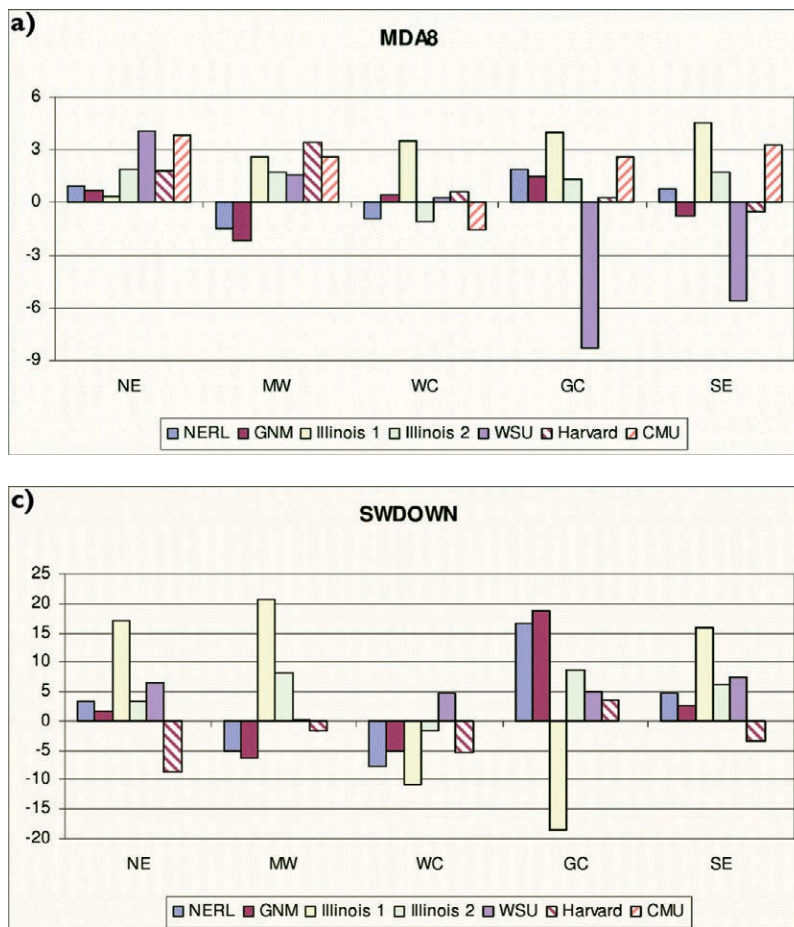 a)
MDA8
6
3
0
-3
-6
-9
NE MW WC GC SE
NERL GNM Illinois 1 Illinois 2 WSU Harvard CMU
c)
SWDOWN
25
20
15
10
5
0
-5
-10
-15
-20
NE MW WC GC SE
NERL GNM Illinois 1 Illinois 2 WSU Harvard CMU